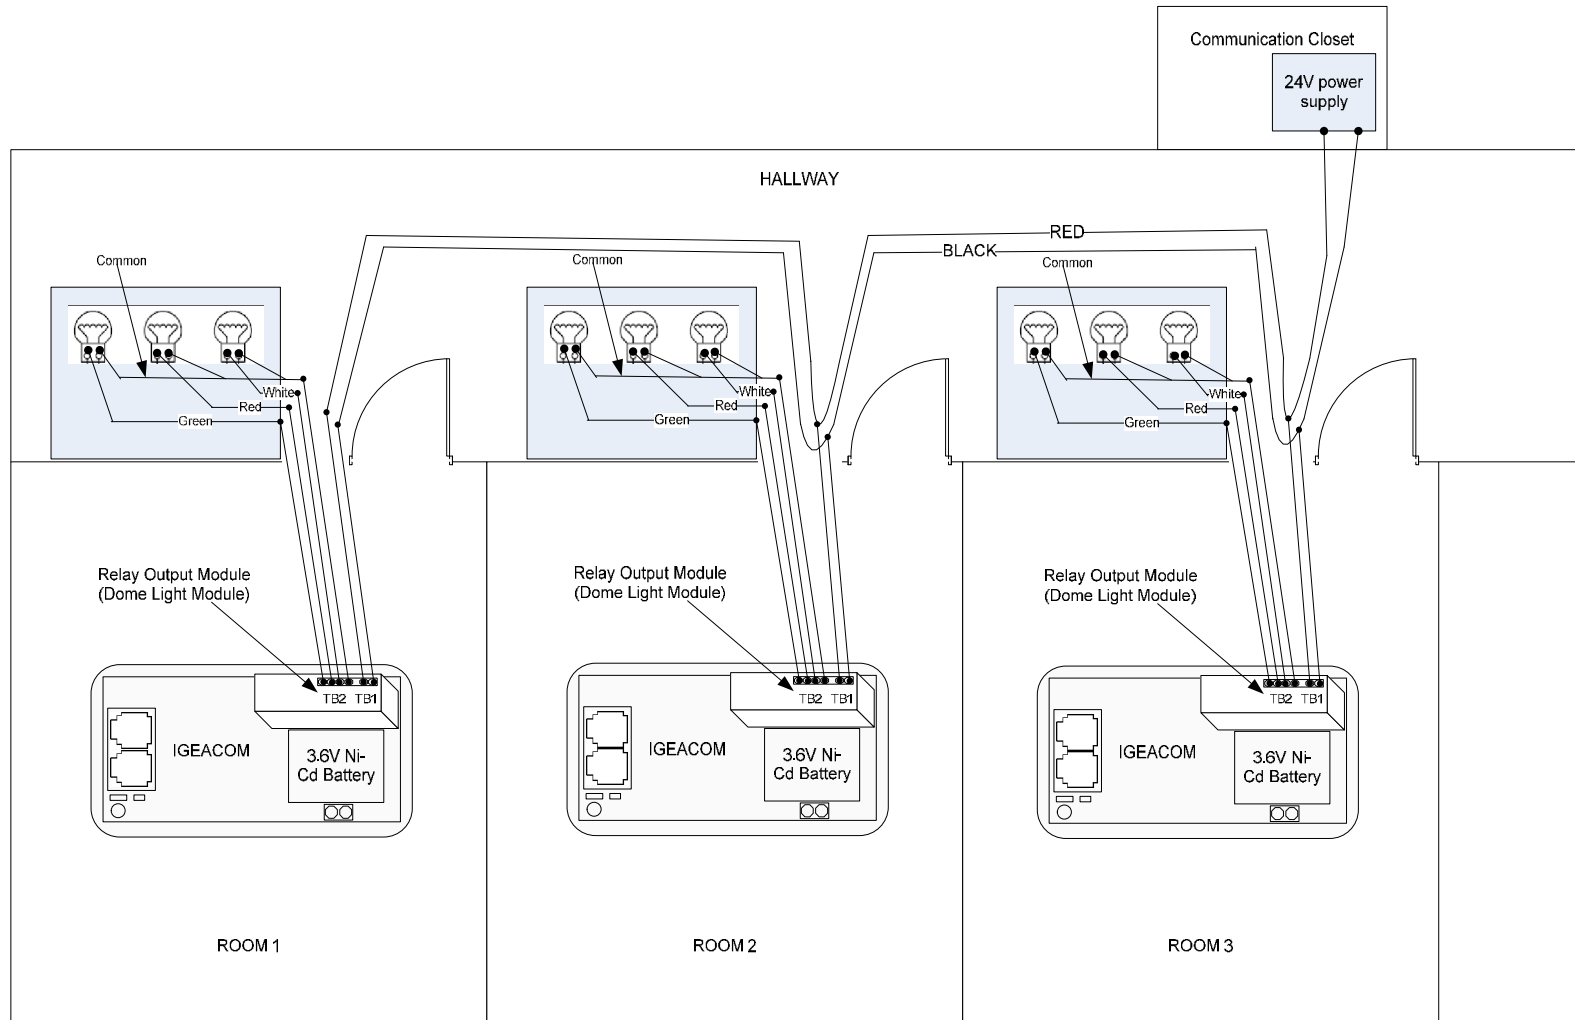 Communication Closet
24V power
supply
HALLWAY
RED
BLACK
Common
Common
Common
White
Red
Green
White
Red
Green
White
Red
Green
Relay Output Module
(Dome Light Module)
Relay Output Module
(Dome Light Module)
Relay Output Module
(Dome Light Module)
TB2 TB1
IGEACOM
3.6V Ni-
Cd Battery
TB2 TB1
IGEACOM
3.6V Ni-
Cd Battery
TB2 TB1
IGEACOM
3.6V Ni-
Cd Battery
ROOM 1
ROOM 2
ROOM 3